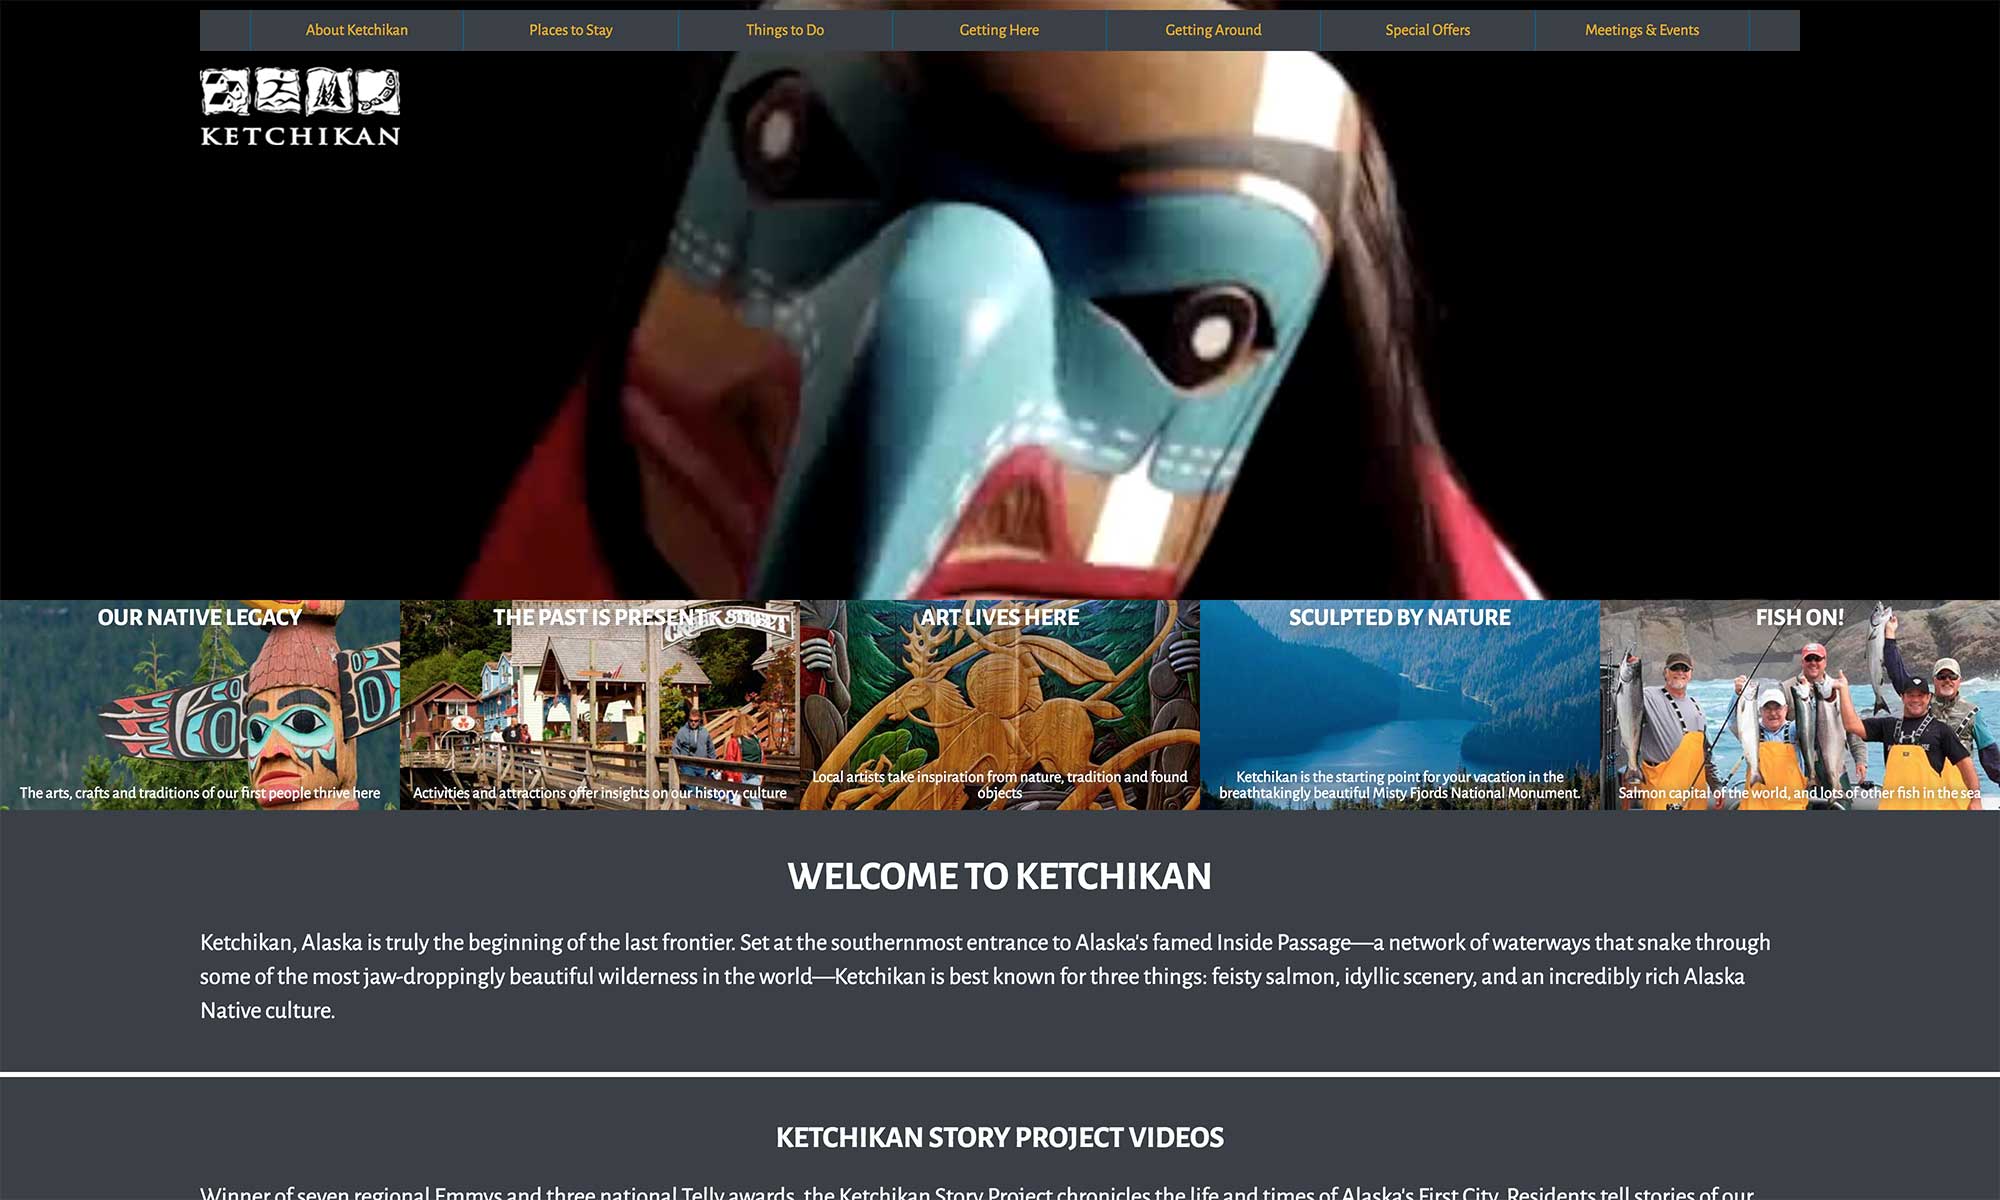 About Ketchikan
Places to Stay
Things to Do
Getting Here
Getting Around
Special Offers
Meetings & Events
KETCHIKAN
OUR NATIVE LEGACY
The arts, crafts and traditions of our first people thrive here
THE PAST IS PRESENT
CREEK STREET
Activities and attractions offer insights on our history, culture
ART LIVES HERE
Local artists take inspiration from nature, tradition and found
objects
SCULPTED BY NATURE
Ketchikan is the starting point for your vacation in the
breathtakingly beautiful Misty Fjords National Monument.
FISH ON!
Salmon capital of the world, and lots of other fish in the sea
WELCOME TO KETCHIKAN
Ketchikan, Alaska is truly the beginning of the last frontier. Set at the southernmost entrance to Alaska's famed Inside Passage—a network of waterways that snake through
some of the most jaw-droppingly beautiful wilderness in the world—Ketchikan is best known for three things: feisty salmon, idyllic scenery, and an incredibly rich Alaska
Native culture.
KETCHIKAN STORY PROJECT VIDEOS
Winner of seven regional Emmys and three national Telly awards, the Ketchikan Story Project chronicles the life and times of Alaska's First City. Residents tell stories of our